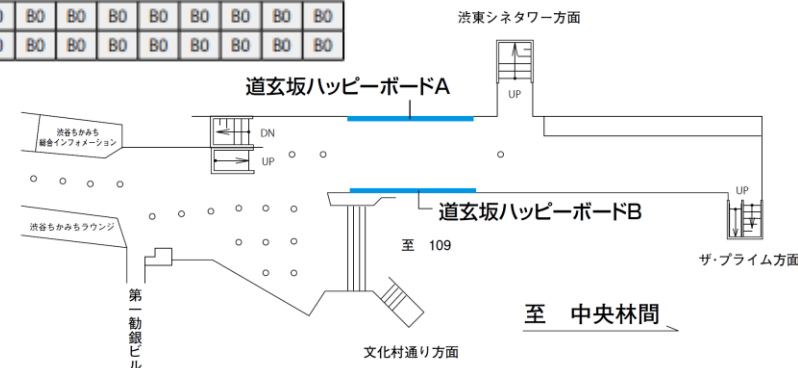 B0 B0 B0 B0 B0 B0 B0 B0
B0 B0 B0 B0 B0 B0 B0 B0
渋東シネタワー方面
道玄坂ハッピーボードA
UP
渋谷ちかみち
総合インフォメーション
DN
UP
UP
道玄坂ハッピーボードB
渋谷ちかみちラウンジ
至 109
ザ・プライム方面
第一勧銀ビル
至 中央林間
文化村通り方面